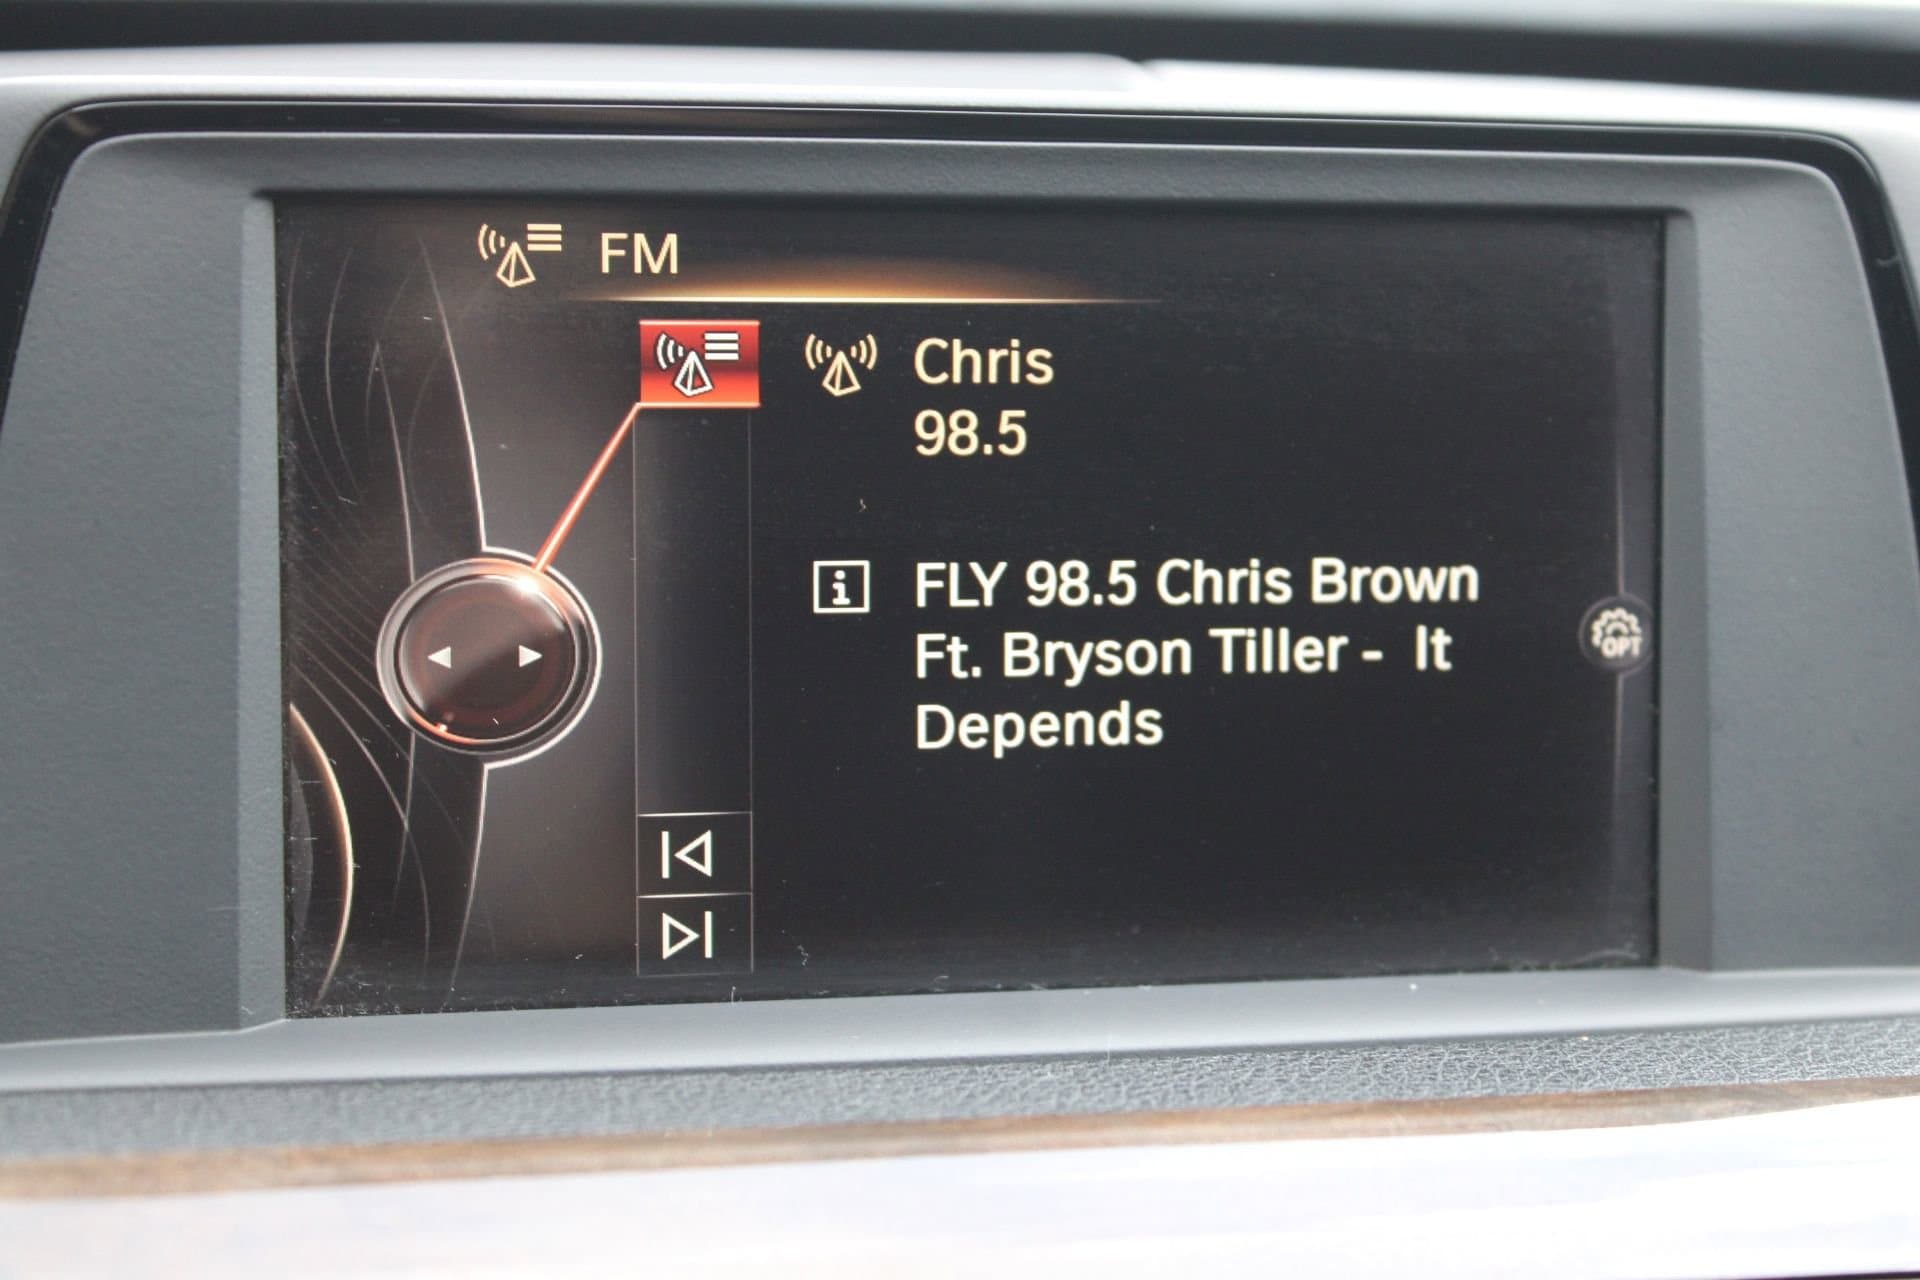 FM
Chris
98.5
FLY 98.5 Chris Brown
Ft. Bryson Tiller - It
Depends
OPT